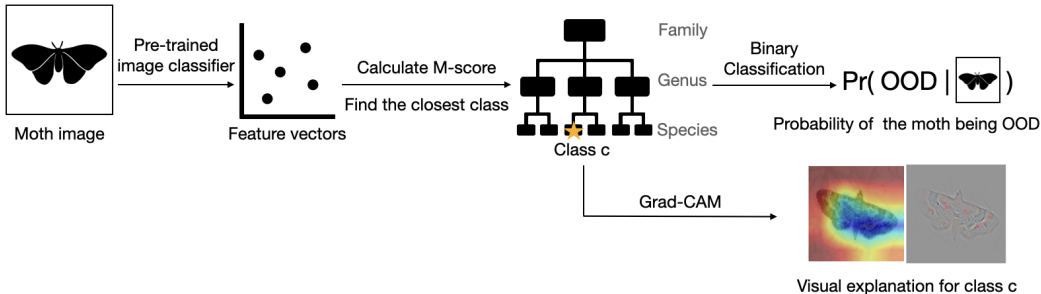 Pre-trained
image classifier
Moth image
Feature vectors
Calculate M-score
Find the closest class
Family
Genus
Species
Class c
Binary
Classification
Pr( OOD | )
Probability of the moth being OOD
Grad-CAM
Visual explanation for class c